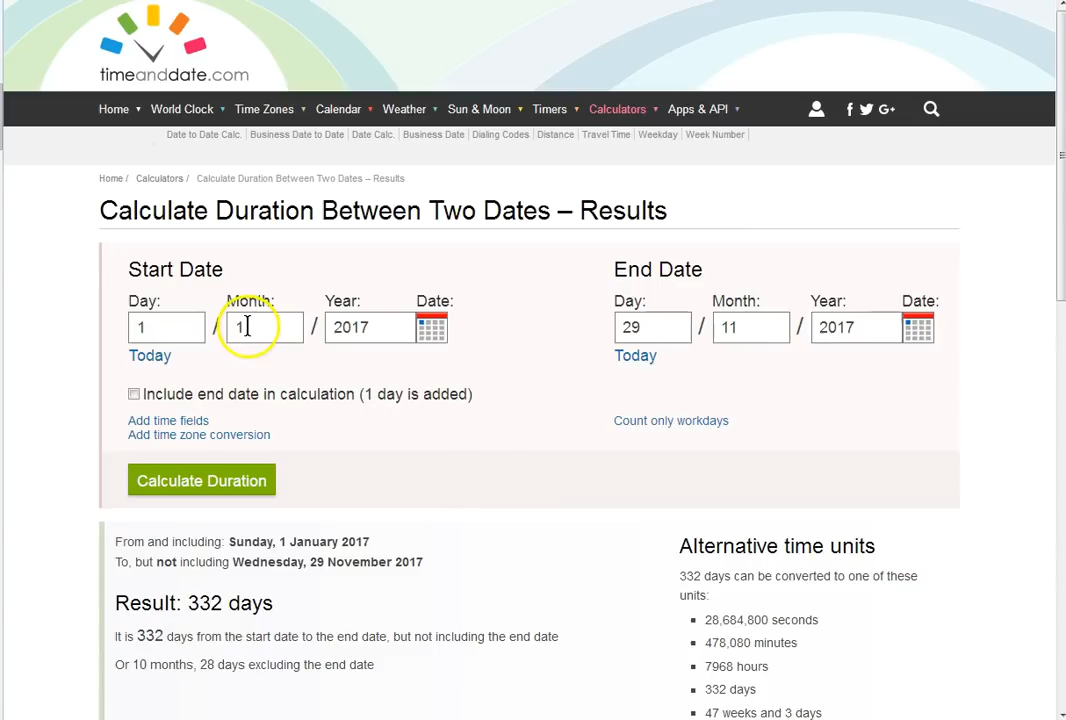 timeanddate.com
Home World Clock Time Zones Calendar Weather Sun & Moon Timers Calculators Apps & API
Date to Date Calc. Business Date to Date Date Calc. Business Date Dialing Codes Distance Travel Time Weekday Week Number
Home / Calculators / Calculate Duration Between Two Dates – Results
Calculate Duration Between Two Dates – Results
Start Date End Date
Day: Month: Year: Date: Day: Month: Year: Date:
1 / 1 / 2017 29 / 11 / 2017
Today Today
Include end date in calculation (1 day is added)
Add time fields Count only workdays
Add time zone conversion
Calculate Duration
From and including: Sunday, 1 January 2017
To, but not including Wednesday, 29 November 2017
Result: 332 days
It is 332 days from the start date to the end date, but not including the end date
Or 10 months, 28 days excluding the end date
Alternative time units
332 days can be converted to one of these
units:
28,684,800 seconds
478,080 minutes
7968 hours
332 days
47 weeks and 3 days